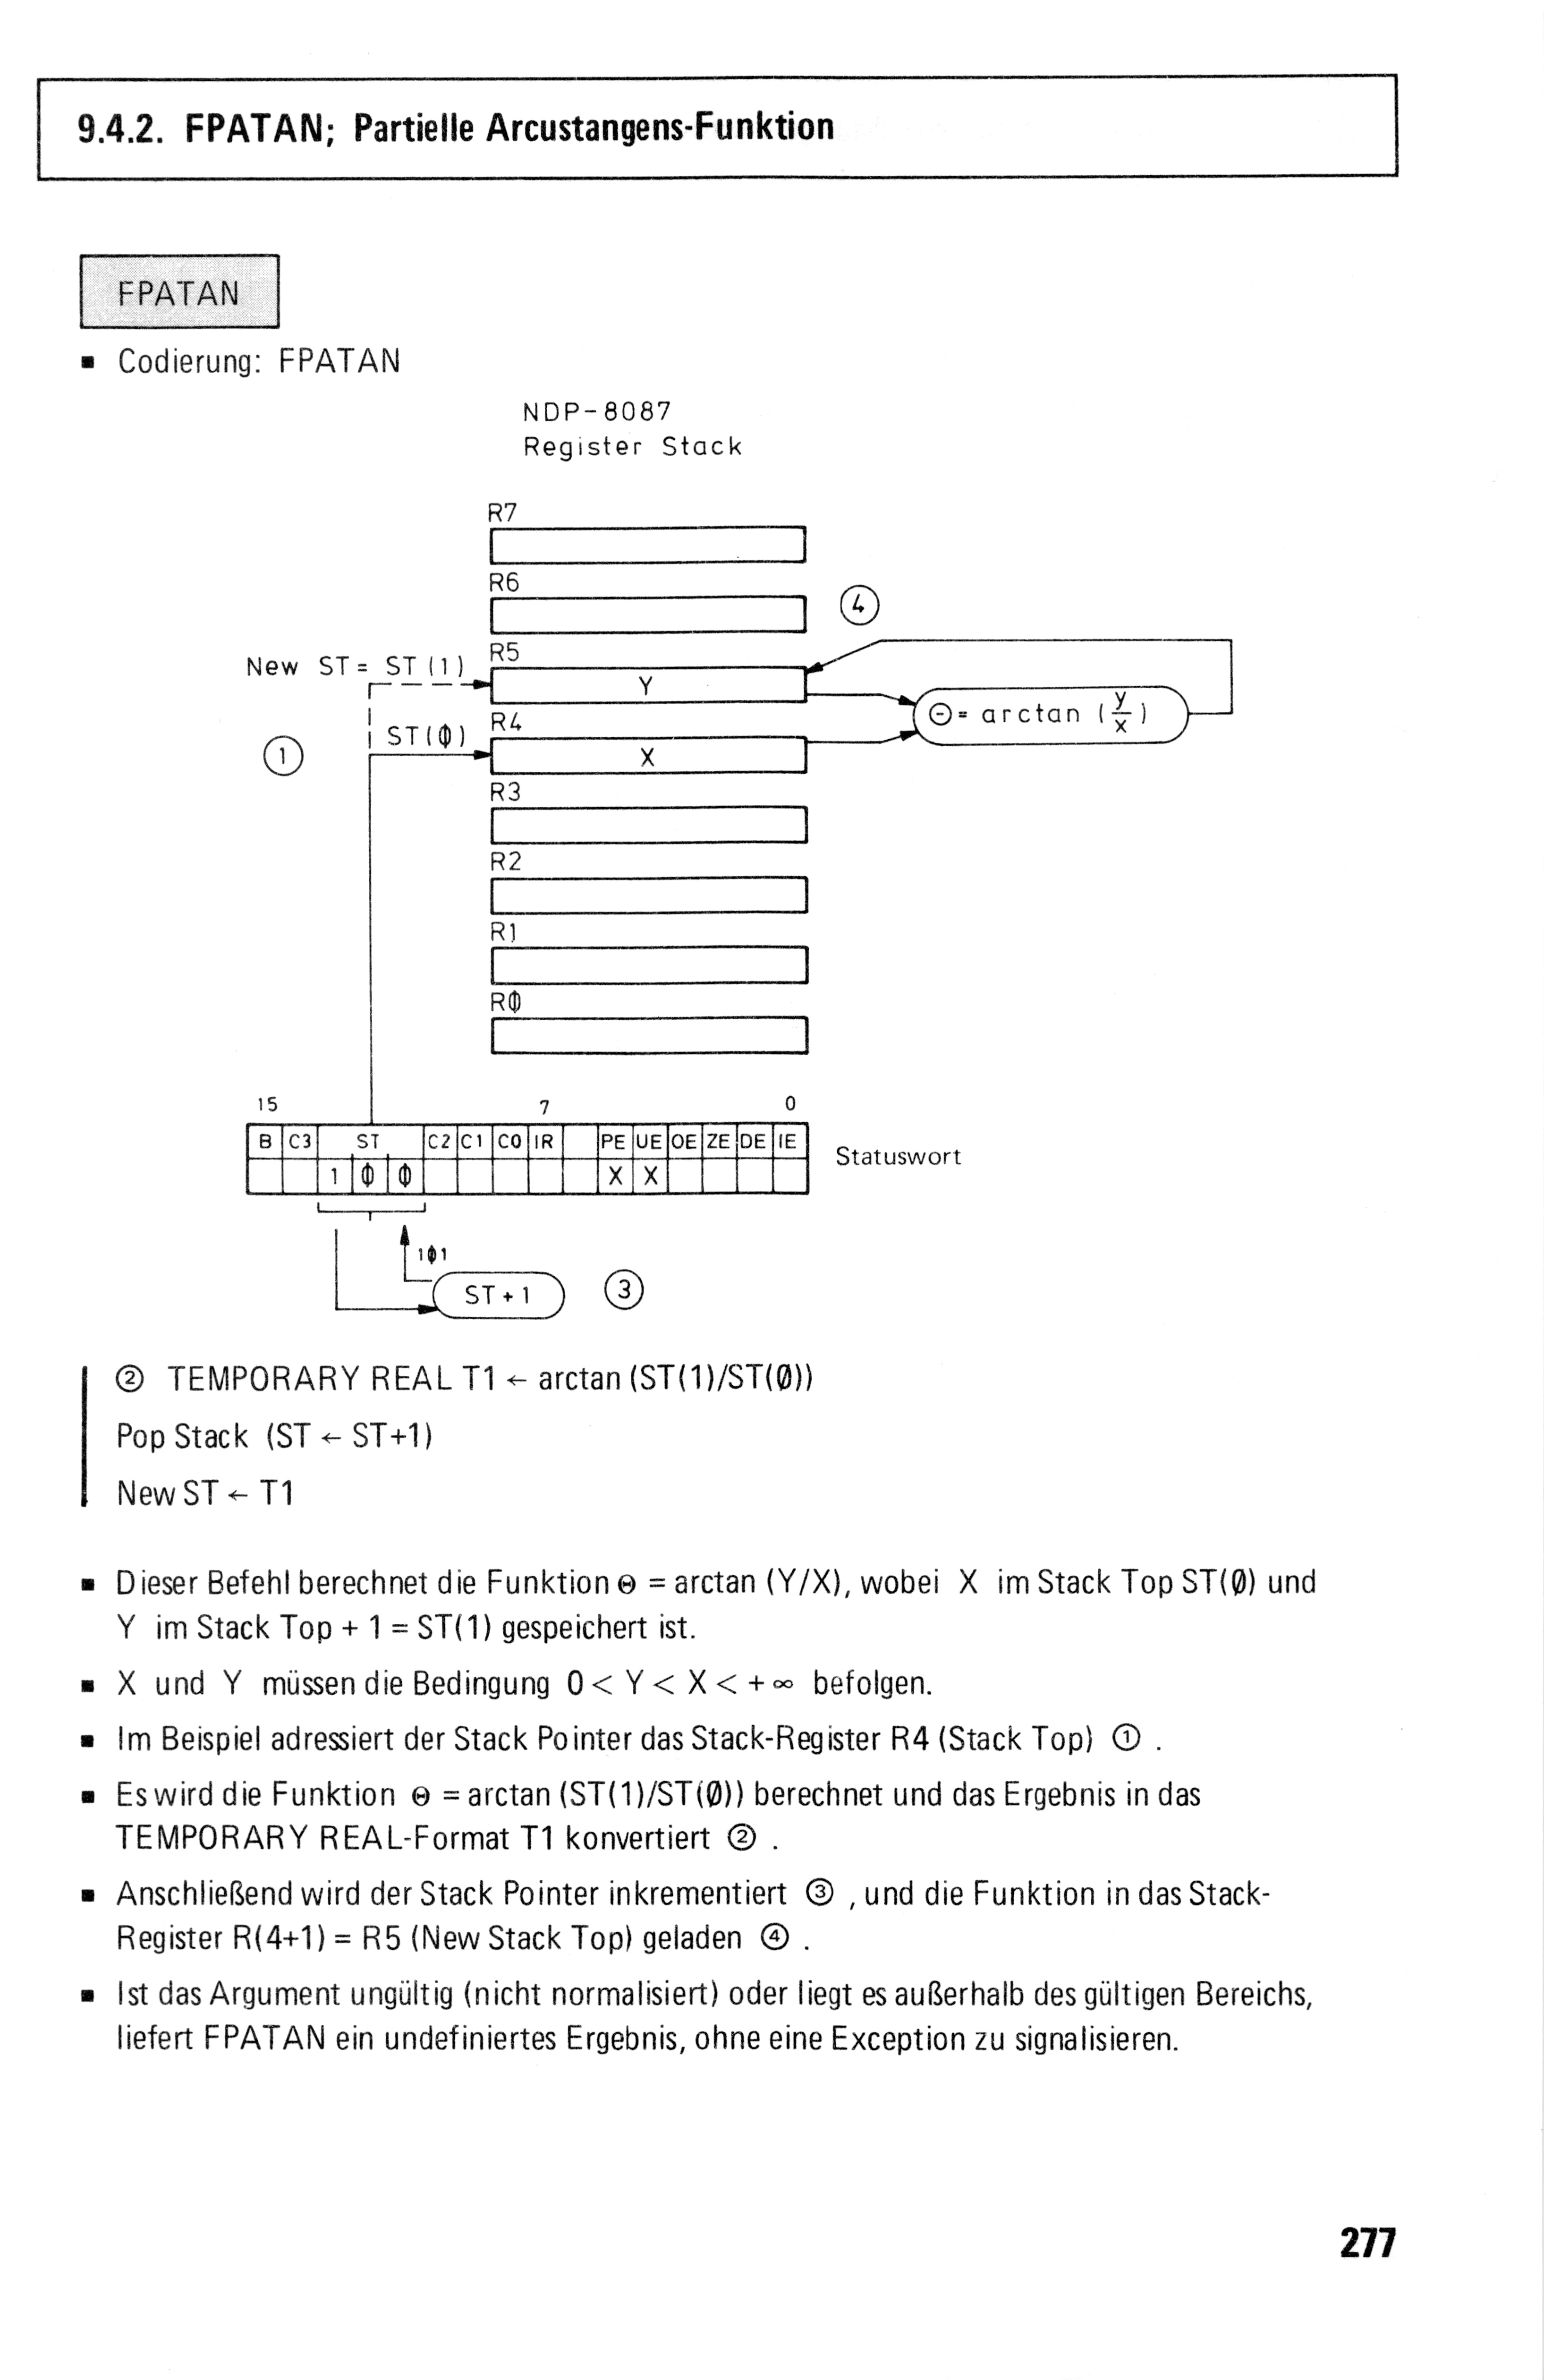 9.4.2. FPATAN; Partielle Arcustangens-Funktion
FPATAN
▪ Codierung: FPATAN
NDP-8087
Register Stack
R7
R6
④
R5
New ST = ST(1)
Y
Θ = arctan (y/x)
R4
ST(0)
①
X
R3
R2
R1
R0
15 7 0
B C3 ST C2 C1 C0 IR PE UE OE ZE DE IE
Statuswort
1 0 0 X X
101
ST + 1
③
② TEMPORARY REAL T1 ← arctan (ST(1)/ST(0))
Pop Stack (ST ← ST+1)
New ST ← T1
▪ Dieser Befehl berechnet die Funktion Θ = arctan (Y/X), wobei X im Stack Top ST(0) und
Y im Stack Top + 1 = ST(1) gespeichert ist.
▪ X und Y müssen die Bedingung 0 < Y < X < + ∞ befolgen.
▪ Im Beispiel adressiert der Stack Pointer das Stack-Register R4 (Stack Top) ① .
▪ Es wird die Funktion Θ = arctan (ST(1)/ST(0)) berechnet und das Ergebnis in das
TEMPORARY REAL-Format T1 konvertiert ② .
▪ Anschließend wird der Stack Pointer inkrementiert ③ , und die Funktion in das Stack-
Register R(4+1) = R5 (New Stack Top) geladen ④ .
▪ Ist das Argument ungültig (nicht normalisiert) oder liegt es außerhalb des gültigen Bereichs,
liefert FPATAN ein undefiniertes Ergebnis, ohne eine Exception zu signalisieren.
277